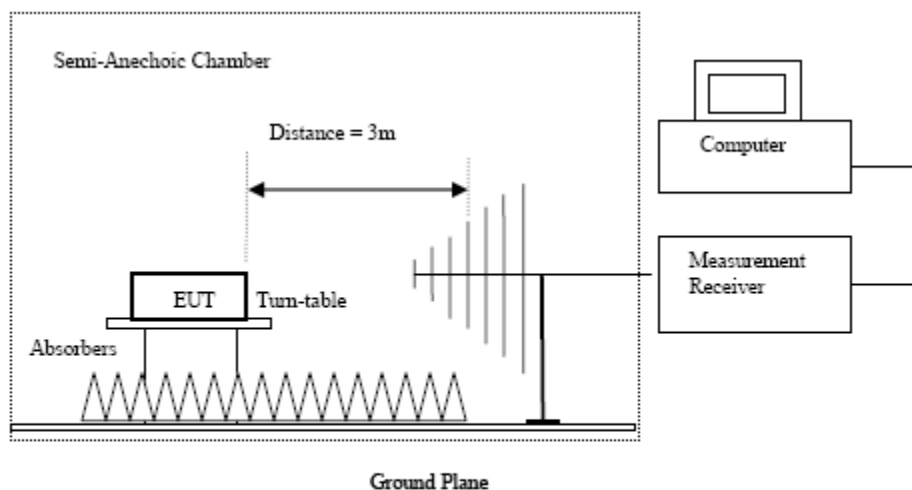 Semi-Anechoic Chamber
Distance = 3m
Computer
Measurement
Receiver
EUT
Turn-table
Absorbers
Ground Plane